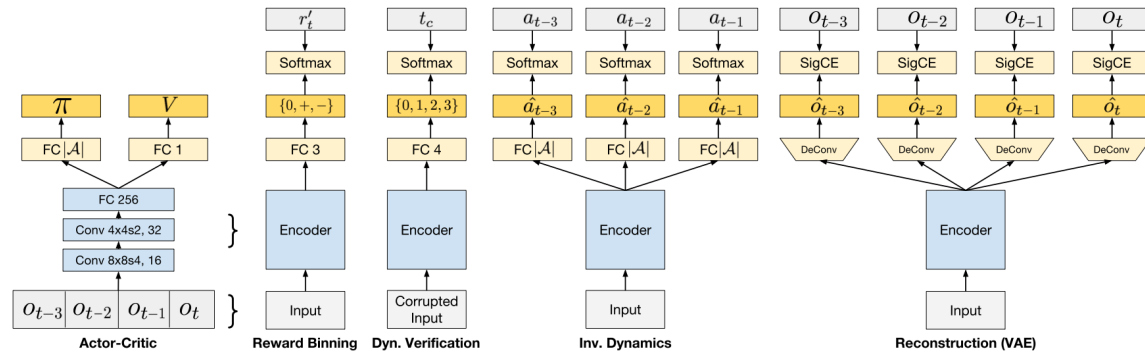 r′_t t_c a_{t−3} a_{t−2} a_{t−1} o_{t−3} o_{t−2} o_{t−1} o_t
Softmax Softmax Softmax Softmax Softmax SigCE SigCE SigCE SigCE
π V {0, +, −} {0, 1, 2, 3} â_{t−3} â_{t−2} â_{t−1} ô_{t−3} ô_{t−2} ô_{t−1} ô_t
FC |𝒜| FC 1 FC 3 FC 4 FC |𝒜| FC |𝒜| FC |𝒜| DeConv DeConv DeConv DeConv
FC 256
Conv 4x4s2, 32 } Encoder Encoder Encoder Encoder
Conv 8x8s4, 16
o_{t−3} o_{t−2} o_{t−1} o_t } Input Corrupted Input Input Input
Actor-Critic Reward Binning Dyn. Verification Inv. Dynamics Reconstruction (VAE)